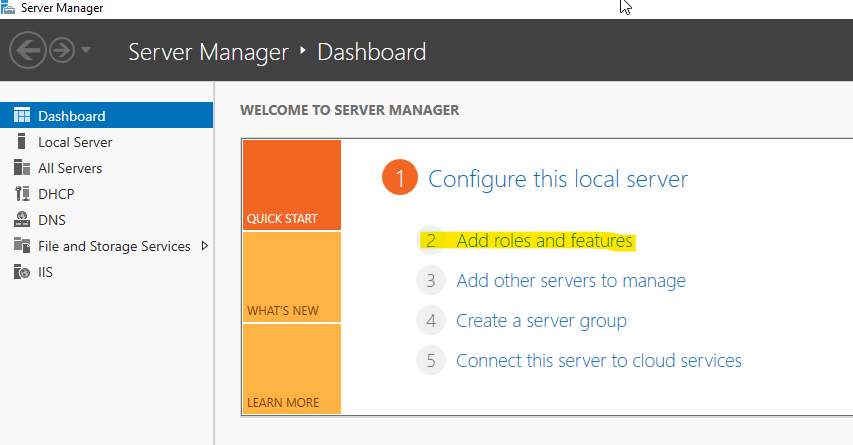 Server Manager
Server Manager ‣ Dashboard
Dashboard
Local Server
All Servers
DHCP
DNS
File and Storage Services
IIS
WELCOME TO SERVER MANAGER
QUICK START
WHAT'S NEW
LEARN MORE
1 Configure this local server
2 Add roles and features
3 Add other servers to manage
4 Create a server group
5 Connect this server to cloud services